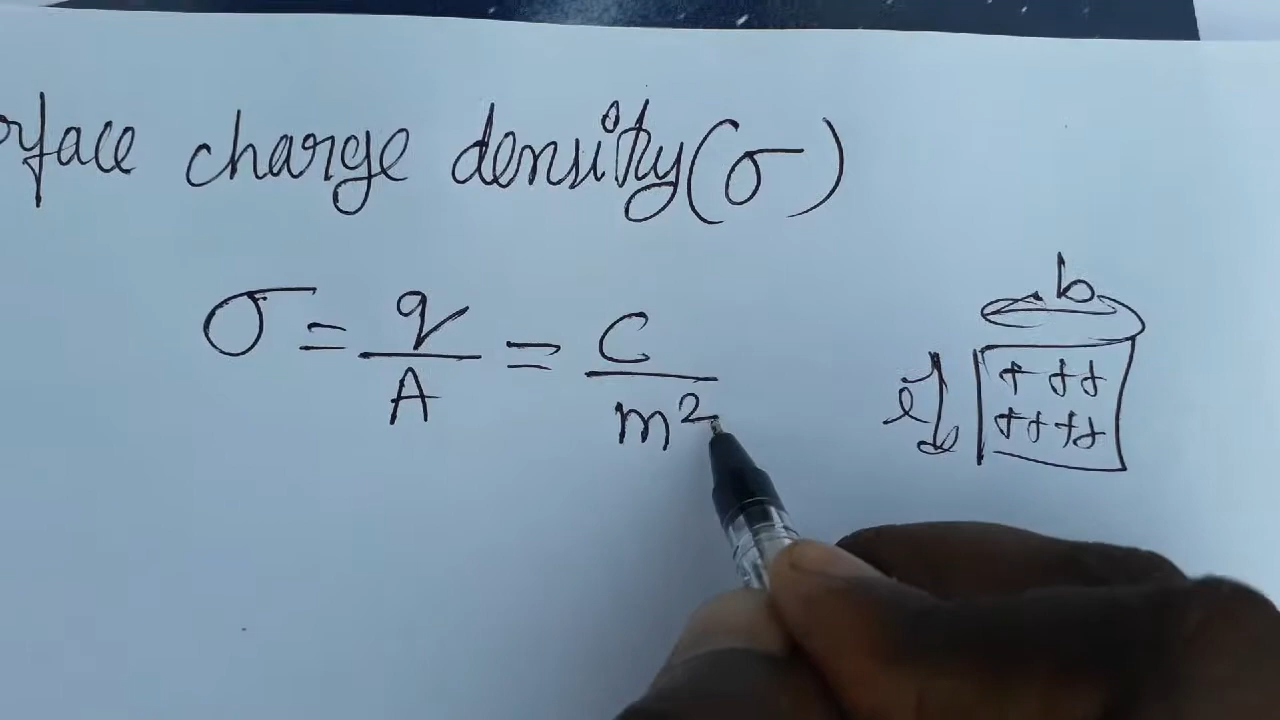 rface charge density(σ)
σ = q/A = C/m²
b
l
+ + +
+ + + +